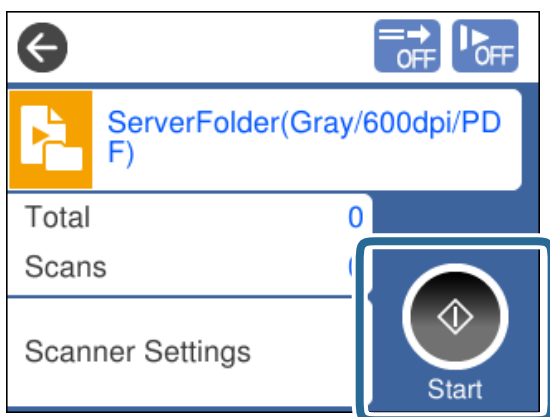 OFF OFF
ServerFolder(Gray/600dpi/PD
F)
Total 0
Scans
Scanner Settings
Start